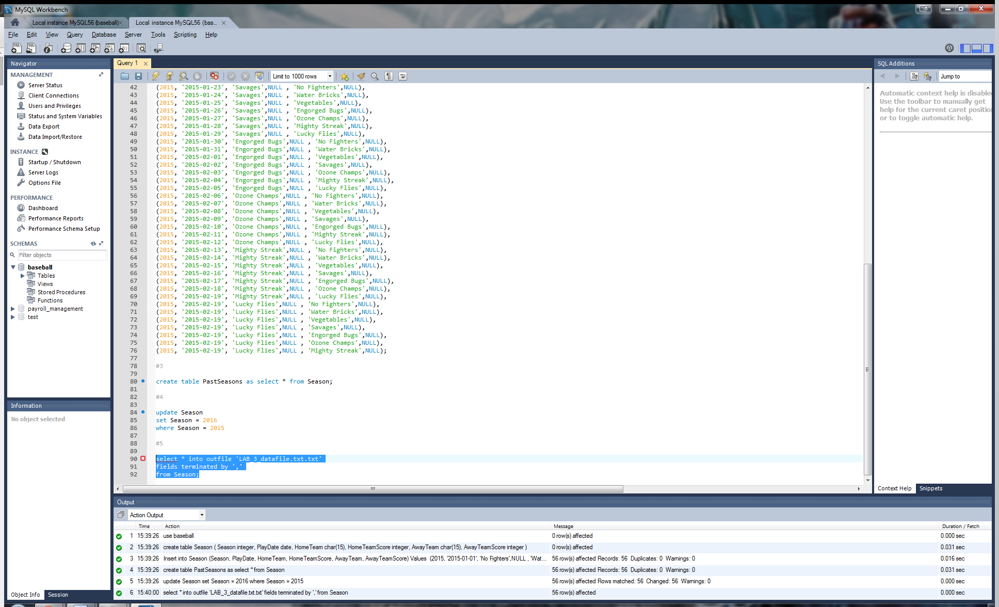 MySQL Workbench
Local instance MySQL56 (baseball)
Local instance MySQL56 (bas...
File Edit View Query Database Server Tools Scripting Help
Navigator
MANAGEMENT
Server Status
Client Connections
Users and Privileges
Status and System Variables
Data Export
Data Import/Restore
INSTANCE
Startup / Shutdown
Server Logs
Options File
PERFORMANCE
Dashboard
Performance Reports
Performance Schema Setup
SCHEMAS
Filter objects
baseball
Tables
Views
Stored Procedures
Functions
payroll_management
test
Information
No object selected
Object Info Session
Query 1
Limit to 1000 rows
42 (2015, '2015-01-23', 'Savages',NULL , 'No Fighters',NULL),
43 (2015, '2015-01-24', 'Savages',NULL , 'Water Bricks',NULL),
44 (2015, '2015-01-25', 'Savages',NULL , 'Vegetables',NULL),
45 (2015, '2015-01-26', 'Savages',NULL , 'Engorged Bugs',NULL),
46 (2015, '2015-01-27', 'Savages',NULL , 'Ozone Champs',NULL),
47 (2015, '2015-01-28', 'Savages',NULL , 'Mighty Streak',NULL),
48 (2015, '2015-01-29', 'Savages',NULL , 'Lucky Flies',NULL),
49 (2015, '2015-01-30', 'Engorged Bugs',NULL , 'No Fighters',NULL),
50 (2015, '2015-01-31', 'Engorged Bugs',NULL , 'Water Bricks',NULL),
51 (2015, '2015-02-01', 'Engorged Bugs',NULL , 'Vegetables',NULL),
52 (2015, '2015-02-02', 'Engorged Bugs',NULL , 'Savages',NULL),
53 (2015, '2015-02-03', 'Engorged Bugs',NULL , 'Ozone Champs',NULL),
54 (2015, '2015-02-04', 'Engorged Bugs',NULL , 'Mighty Streak',NULL),
55 (2015, '2015-02-05', 'Engorged Bugs',NULL , 'Lucky Flies',NULL),
56 (2015, '2015-02-06', 'Ozone Champs',NULL , 'No Fighters',NULL),
57 (2015, '2015-02-07', 'Ozone Champs',NULL , 'Water Bricks',NULL),
58 (2015, '2015-02-08', 'Ozone Champs',NULL , 'Vegetables',NULL),
59 (2015, '2015-02-09', 'Ozone Champs',NULL , 'Savages',NULL),
60 (2015, '2015-02-10', 'Ozone Champs',NULL , 'Engorged Bugs',NULL),
61 (2015, '2015-02-11', 'Ozone Champs',NULL , 'Mighty Streak',NULL),
62 (2015, '2015-02-12', 'Ozone Champs',NULL , 'Lucky Flies',NULL),
63 (2015, '2015-02-13', 'Mighty Streak',NULL , 'No Fighters',NULL),
64 (2015, '2015-02-14', 'Mighty Streak',NULL , 'Water Bricks',NULL),
65 (2015, '2015-02-15', 'Mighty Streak',NULL , 'Vegetables',NULL),
66 (2015, '2015-02-16', 'Mighty Streak',NULL , 'Savages',NULL),
67 (2015, '2015-02-17', 'Mighty Streak',NULL , 'Engorged Bugs',NULL),
68 (2015, '2015-02-18', 'Mighty Streak',NULL , 'Ozone Champs',NULL),
69 (2015, '2015-02-19', 'Mighty Streak',NULL , 'Lucky Flies',NULL),
70 (2015, '2015-02-19', 'Lucky Flies',NULL , 'No Fighters',NULL),
71 (2015, '2015-02-19', 'Lucky Flies',NULL , 'Water Bricks',NULL),
72 (2015, '2015-02-19', 'Lucky Flies',NULL , 'Vegetables',NULL),
73 (2015, '2015-02-19', 'Lucky Flies',NULL , 'Savages',NULL),
74 (2015, '2015-02-19', 'Lucky Flies',NULL , 'Engorged Bugs',NULL),
75 (2015, '2015-02-19', 'Lucky Flies',NULL , 'Ozone Champs',NULL),
76 (2015, '2015-02-19', 'Lucky Flies',NULL , 'Mighty Streak',NULL);
77
78 #3
79
80 create table PastSeasons as select * from Season;
81
82 #4
83
84 update Season
85 set Season = 2016
86 where Season = 2015
87
88 #5
89
90 select * into outfile 'LAB_3_datafile.txt.txt'
91 fields terminated by ','
92 from Season;
SQL Additions
Jump to
Automatic context help is disable
Use the toolbar to manually get
help for the current caret positio
or to toggle automatic help.
Context Help Snippets
Output
Action Output
Time Action Message Duration / Fetch
1 15:39:26 use baseball 0 row(s) affected 0.000 sec
2 15:39:26 create table Season ( Season integer, PlayDate date, HomeTeam char(15), HomeTeamScore integer, AwayTeam char(15), AwayTeamScore integer ) 0 row(s) affected 0.031 sec
3 15:39:26 Insert into Season (Season, PlayDate, HomeTeam, HomeTeamScore, AwayTeam, AwayTeamScore) Values (2015, '2015-01-01', 'No Fighters',NULL , 'Wat... 56 row(s) affected Records: 56 Duplicates: 0 Warnings: 0 0.016 sec
4 15:39:26 create table PastSeasons as select * from Season 56 row(s) affected Records: 56 Duplicates: 0 Warnings: 0 0.031 sec
5 15:39:26 update Season set Season = 2016 where Season = 2015 56 row(s) affected Rows matched: 56 Changed: 56 Warnings: 0 0.000 sec
6 15:40:00 select * into outfile 'LAB_3_datafile.txt.txt' fields terminated by ',' from Season 56 row(s) affected 0.000 sec